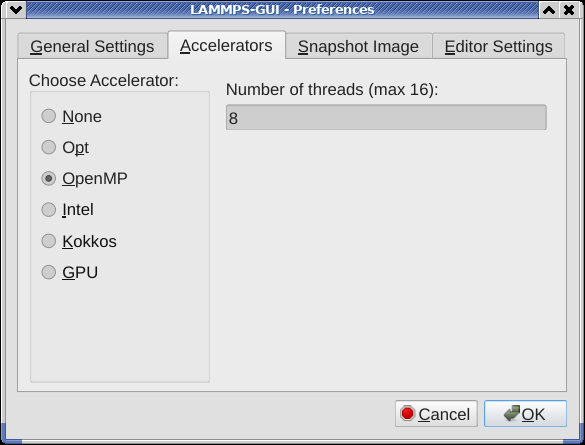 LAMMPS-GUI - Preferences
General Settings Accelerators Snapshot Image Editor Settings
Choose Accelerator:
Number of threads (max 16):
None
8
Opt
OpenMP
Intel
Kokkos
GPU
Cancel OK